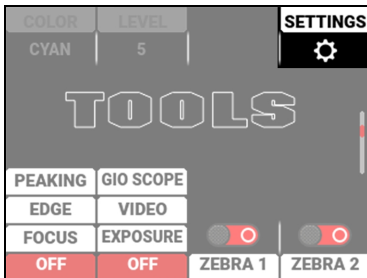 COLOR LEVEL SETTINGS
CYAN 5
TOOLS
PEAKING GIO SCOPE
EDGE VIDEO
FOCUS EXPOSURE
OFF OFF ZEBRA 1 ZEBRA 2